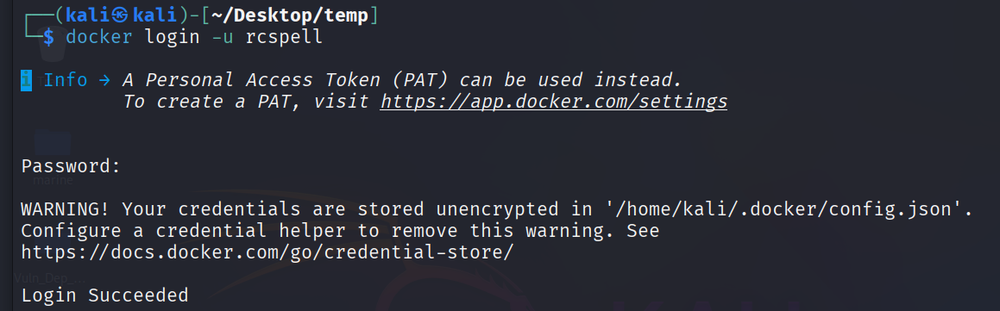 ┌──(kali㉿kali)-[~/Desktop/temp]
└─$ docker login -u rcspell
i Info → A Personal Access Token (PAT) can be used instead.
To create a PAT, visit https://app.docker.com/settings
Password:
marine
WARNING! Your credentials are stored unencrypted in '/home/kali/.docker/config.json'.
Configure a credential helper to remove this warning. See
https://docs.docker.com/go/credential-store/
Vuln_Dep_...
Login Succeeded